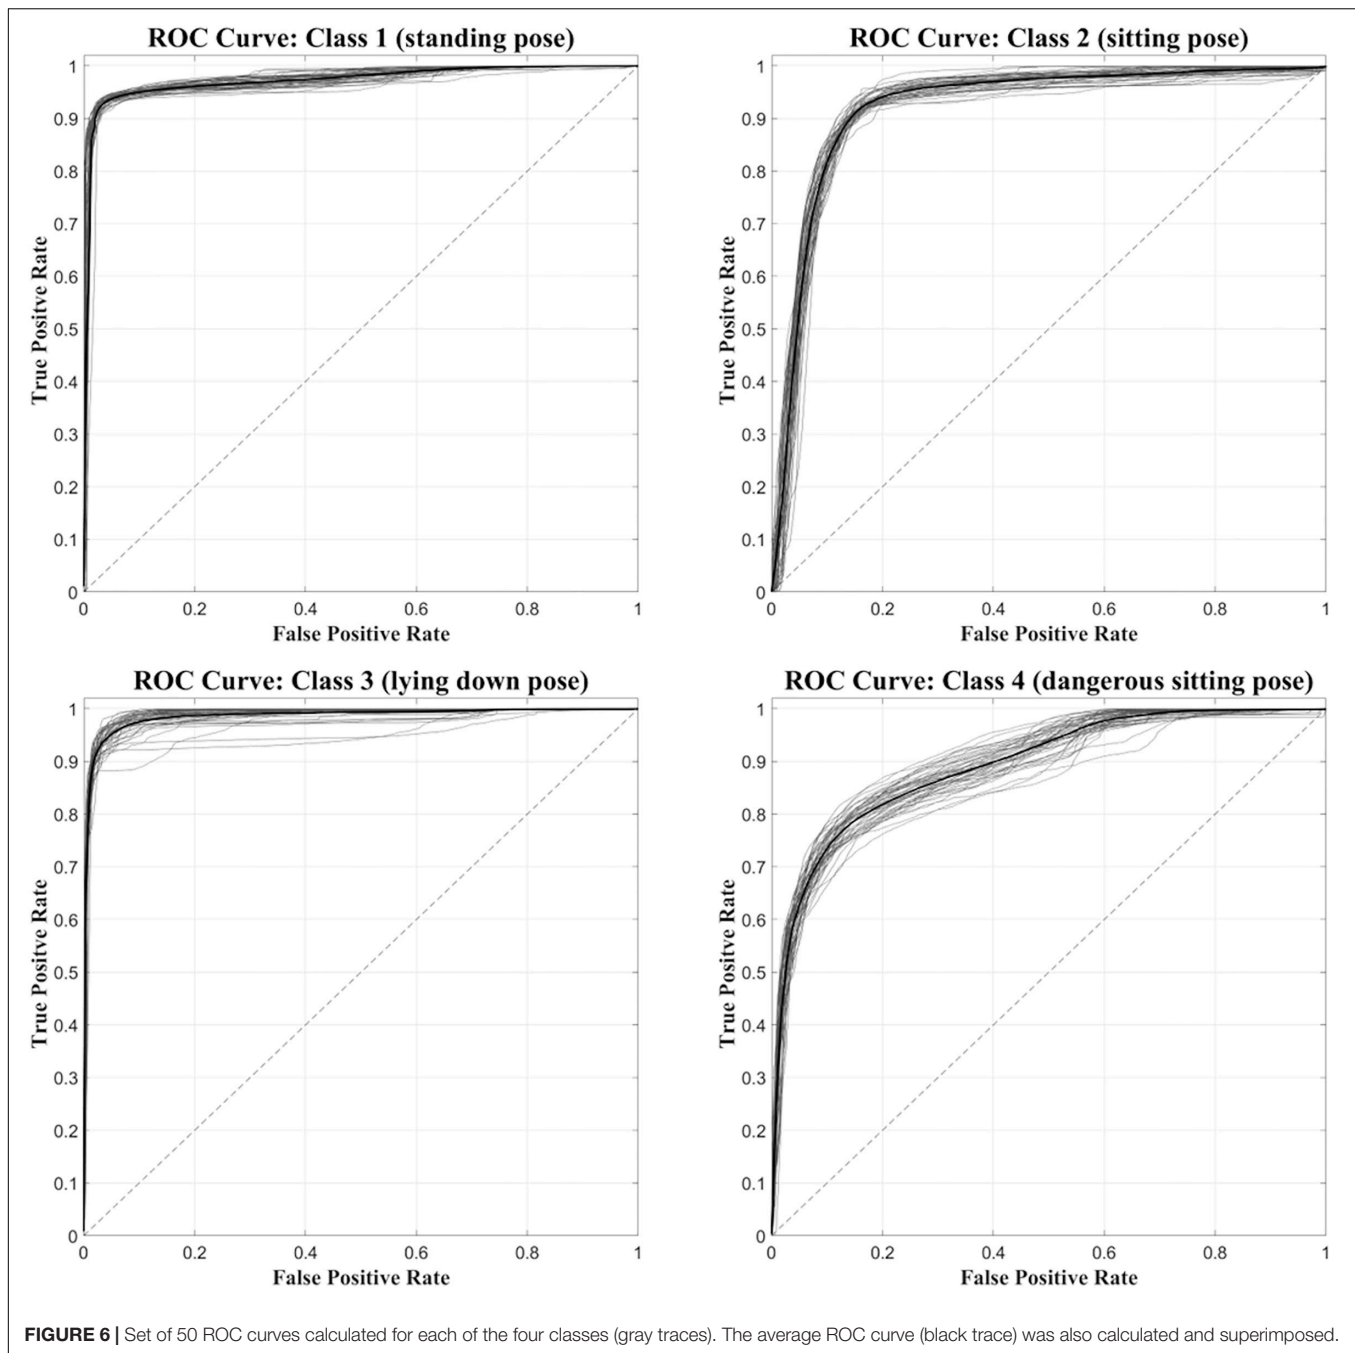 ROC Curve: Class 1 (standing pose)
1
0.9
0.8
0.7
0.6
0.5
0.4
0.3
0.2
0.1
0
True Positve Rate
0 0.2 0.4 0.6 0.8 1
False Positive Rate
ROC Curve: Class 2 (sitting pose)
1
0.9
0.8
0.7
0.6
0.5
0.4
0.3
0.2
0.1
0
True Positve Rate
0 0.2 0.4 0.6 0.8 1
False Positive Rate
ROC Curve: Class 3 (lying down pose)
1
0.9
0.8
0.7
0.6
0.5
0.4
0.3
0.2
0.1
0
True Positve Rate
0 0.2 0.4 0.6 0.8 1
False Positive Rate
ROC Curve: Class 4 (dangerous sitting pose)
1
0.9
0.8
0.7
0.6
0.5
0.4
0.3
0.2
0.1
0
True Positve Rate
0 0.2 0.4 0.6 0.8 1
False Positive Rate
FIGURE 6 | Set of 50 ROC curves calculated for each of the four classes (gray traces). The average ROC curve (black trace) was also calculated and superimposed.